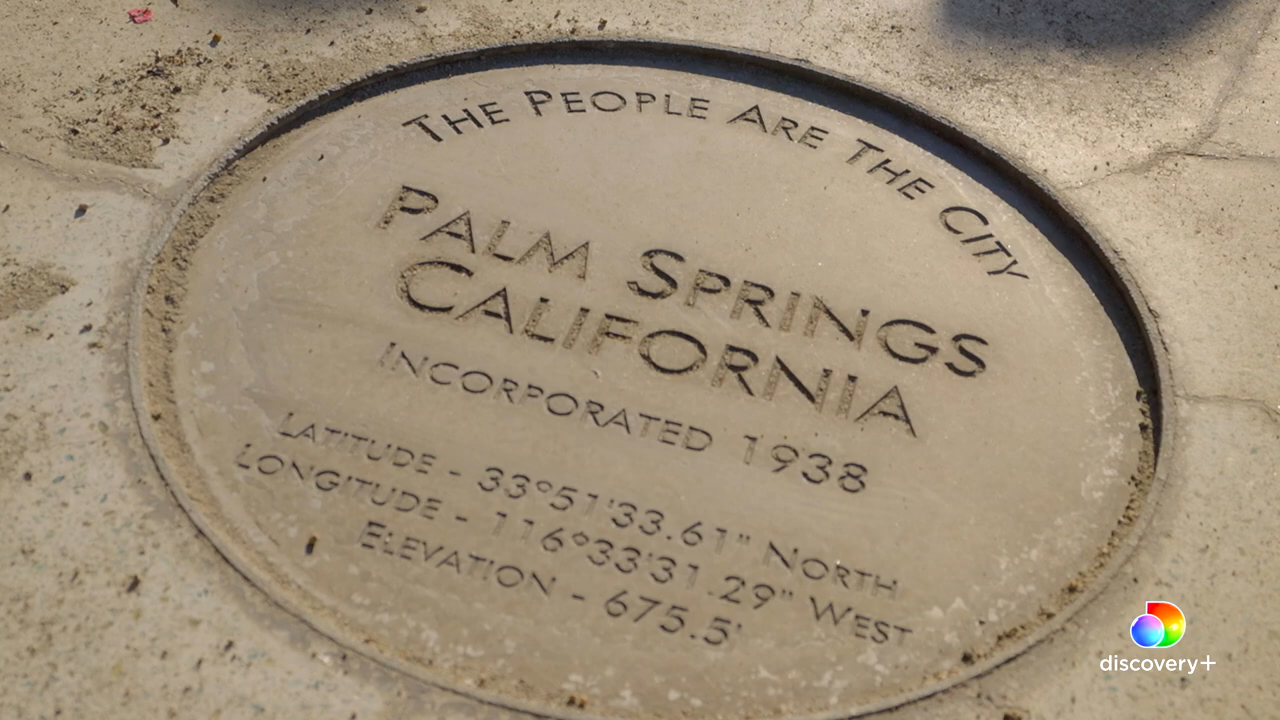 THE PEOPLE ARE THE CITY
PALM SPRINGS
CALIFORNIA
INCORPORATED 1938
LATITUDE - 33°51'33.61" NORTH
LONGITUDE - 116°33'31.29" WEST
ELEVATION - 675.5'
discovery+